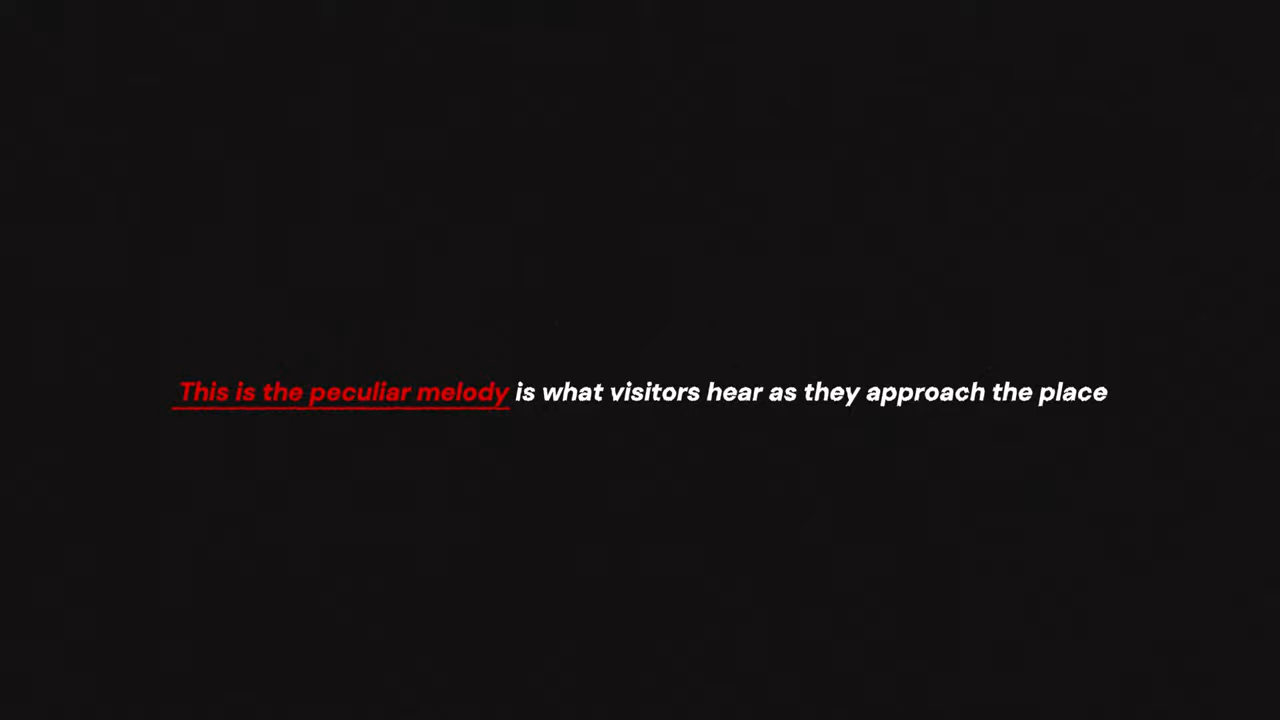 This is the peculiar melody is what visitors hear as they approach the place